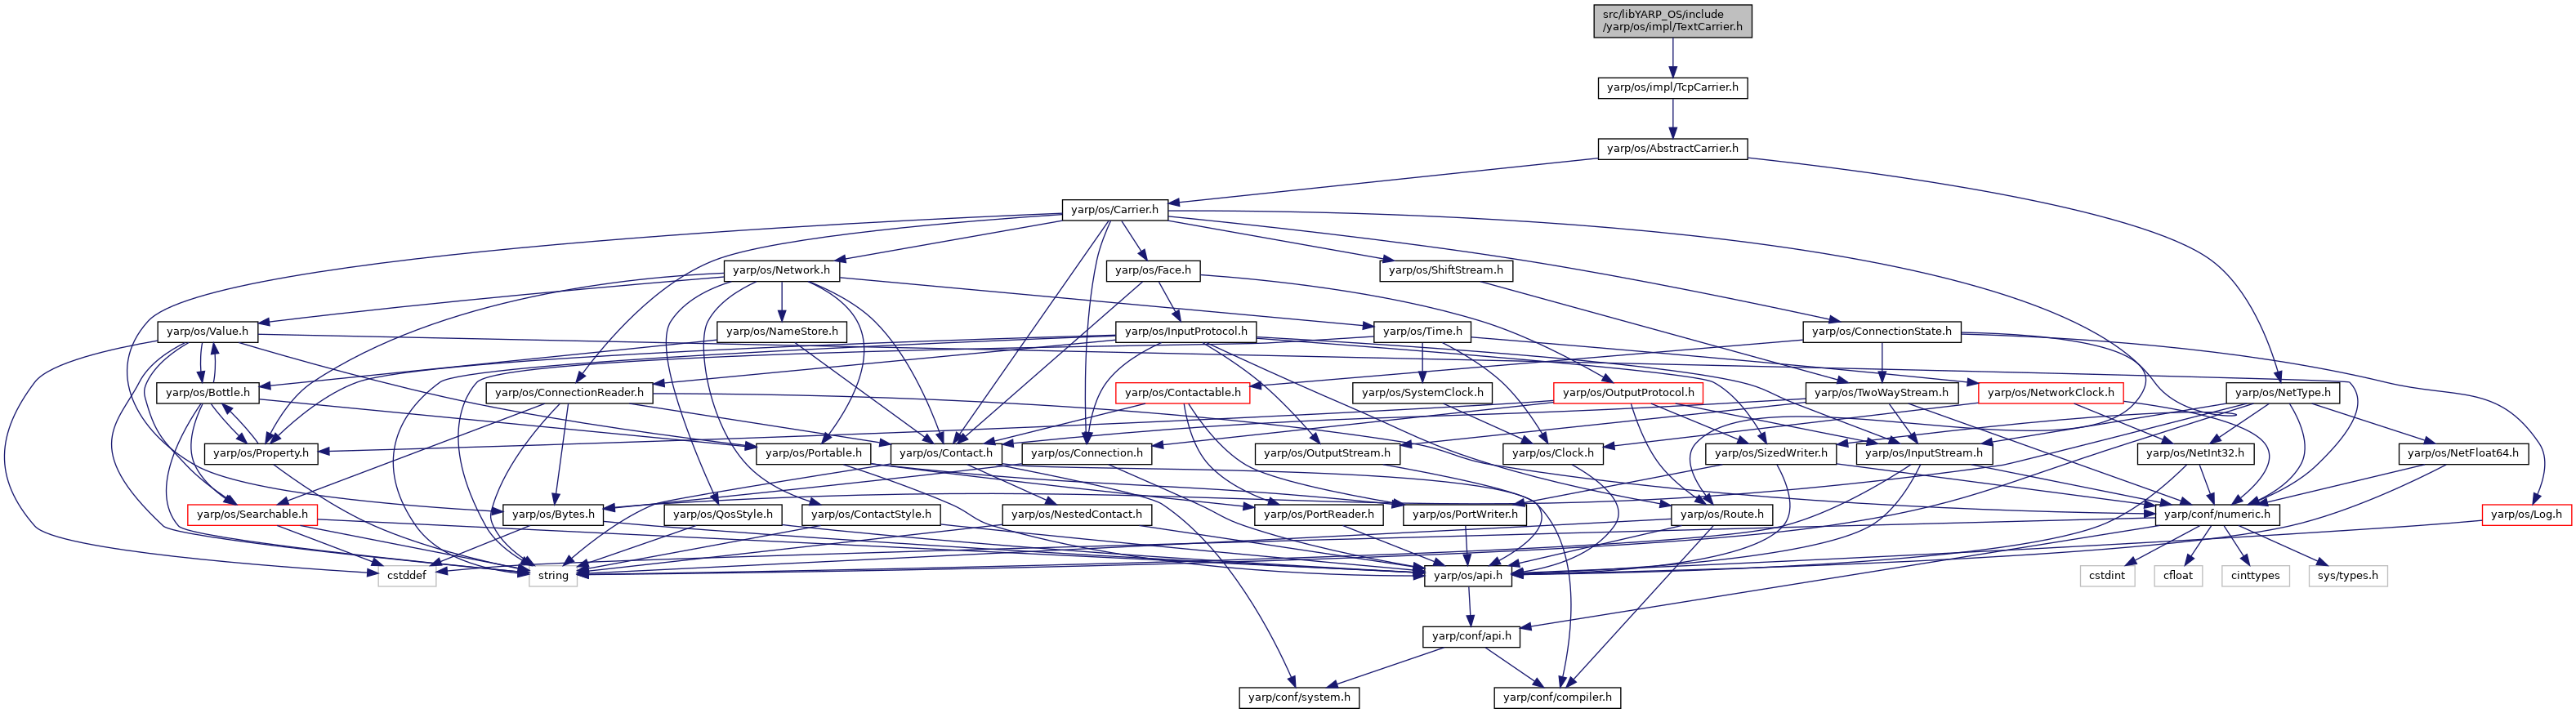 src/libYARP_OS/include
/yarp/os/impl/TextCarrier.h
yarp/os/impl/TcpCarrier.h
yarp/os/AbstractCarrier.h
yarp/os/Carrier.h
yarp/os/Network.h
yarp/os/Face.h
yarp/os/ShiftStream.h
yarp/os/Value.h
yarp/os/NameStore.h
yarp/os/InputProtocol.h
yarp/os/Time.h
yarp/os/ConnectionState.h
yarp/os/Bottle.h
yarp/os/ConnectionReader.h
yarp/os/Contactable.h
yarp/os/SystemClock.h
yarp/os/OutputProtocol.h
yarp/os/TwoWayStream.h
yarp/os/NetworkClock.h
yarp/os/NetType.h
yarp/os/Property.h
yarp/os/Portable.h
yarp/os/Contact.h
yarp/os/Connection.h
yarp/os/OutputStream.h
yarp/os/Clock.h
yarp/os/SizedWriter.h
yarp/os/InputStream.h
yarp/os/NetInt32.h
yarp/os/NetFloat64.h
yarp/os/Searchable.h
yarp/os/Bytes.h
yarp/os/QosStyle.h
yarp/os/ContactStyle.h
yarp/os/NestedContact.h
yarp/os/PortReader.h
yarp/os/PortWriter.h
yarp/os/Route.h
yarp/conf/numeric.h
yarp/os/Log.h
cstddef
string
yarp/os/api.h
cstdint
cfloat
cinttypes
sys/types.h
yarp/conf/api.h
yarp/conf/system.h
yarp/conf/compiler.h